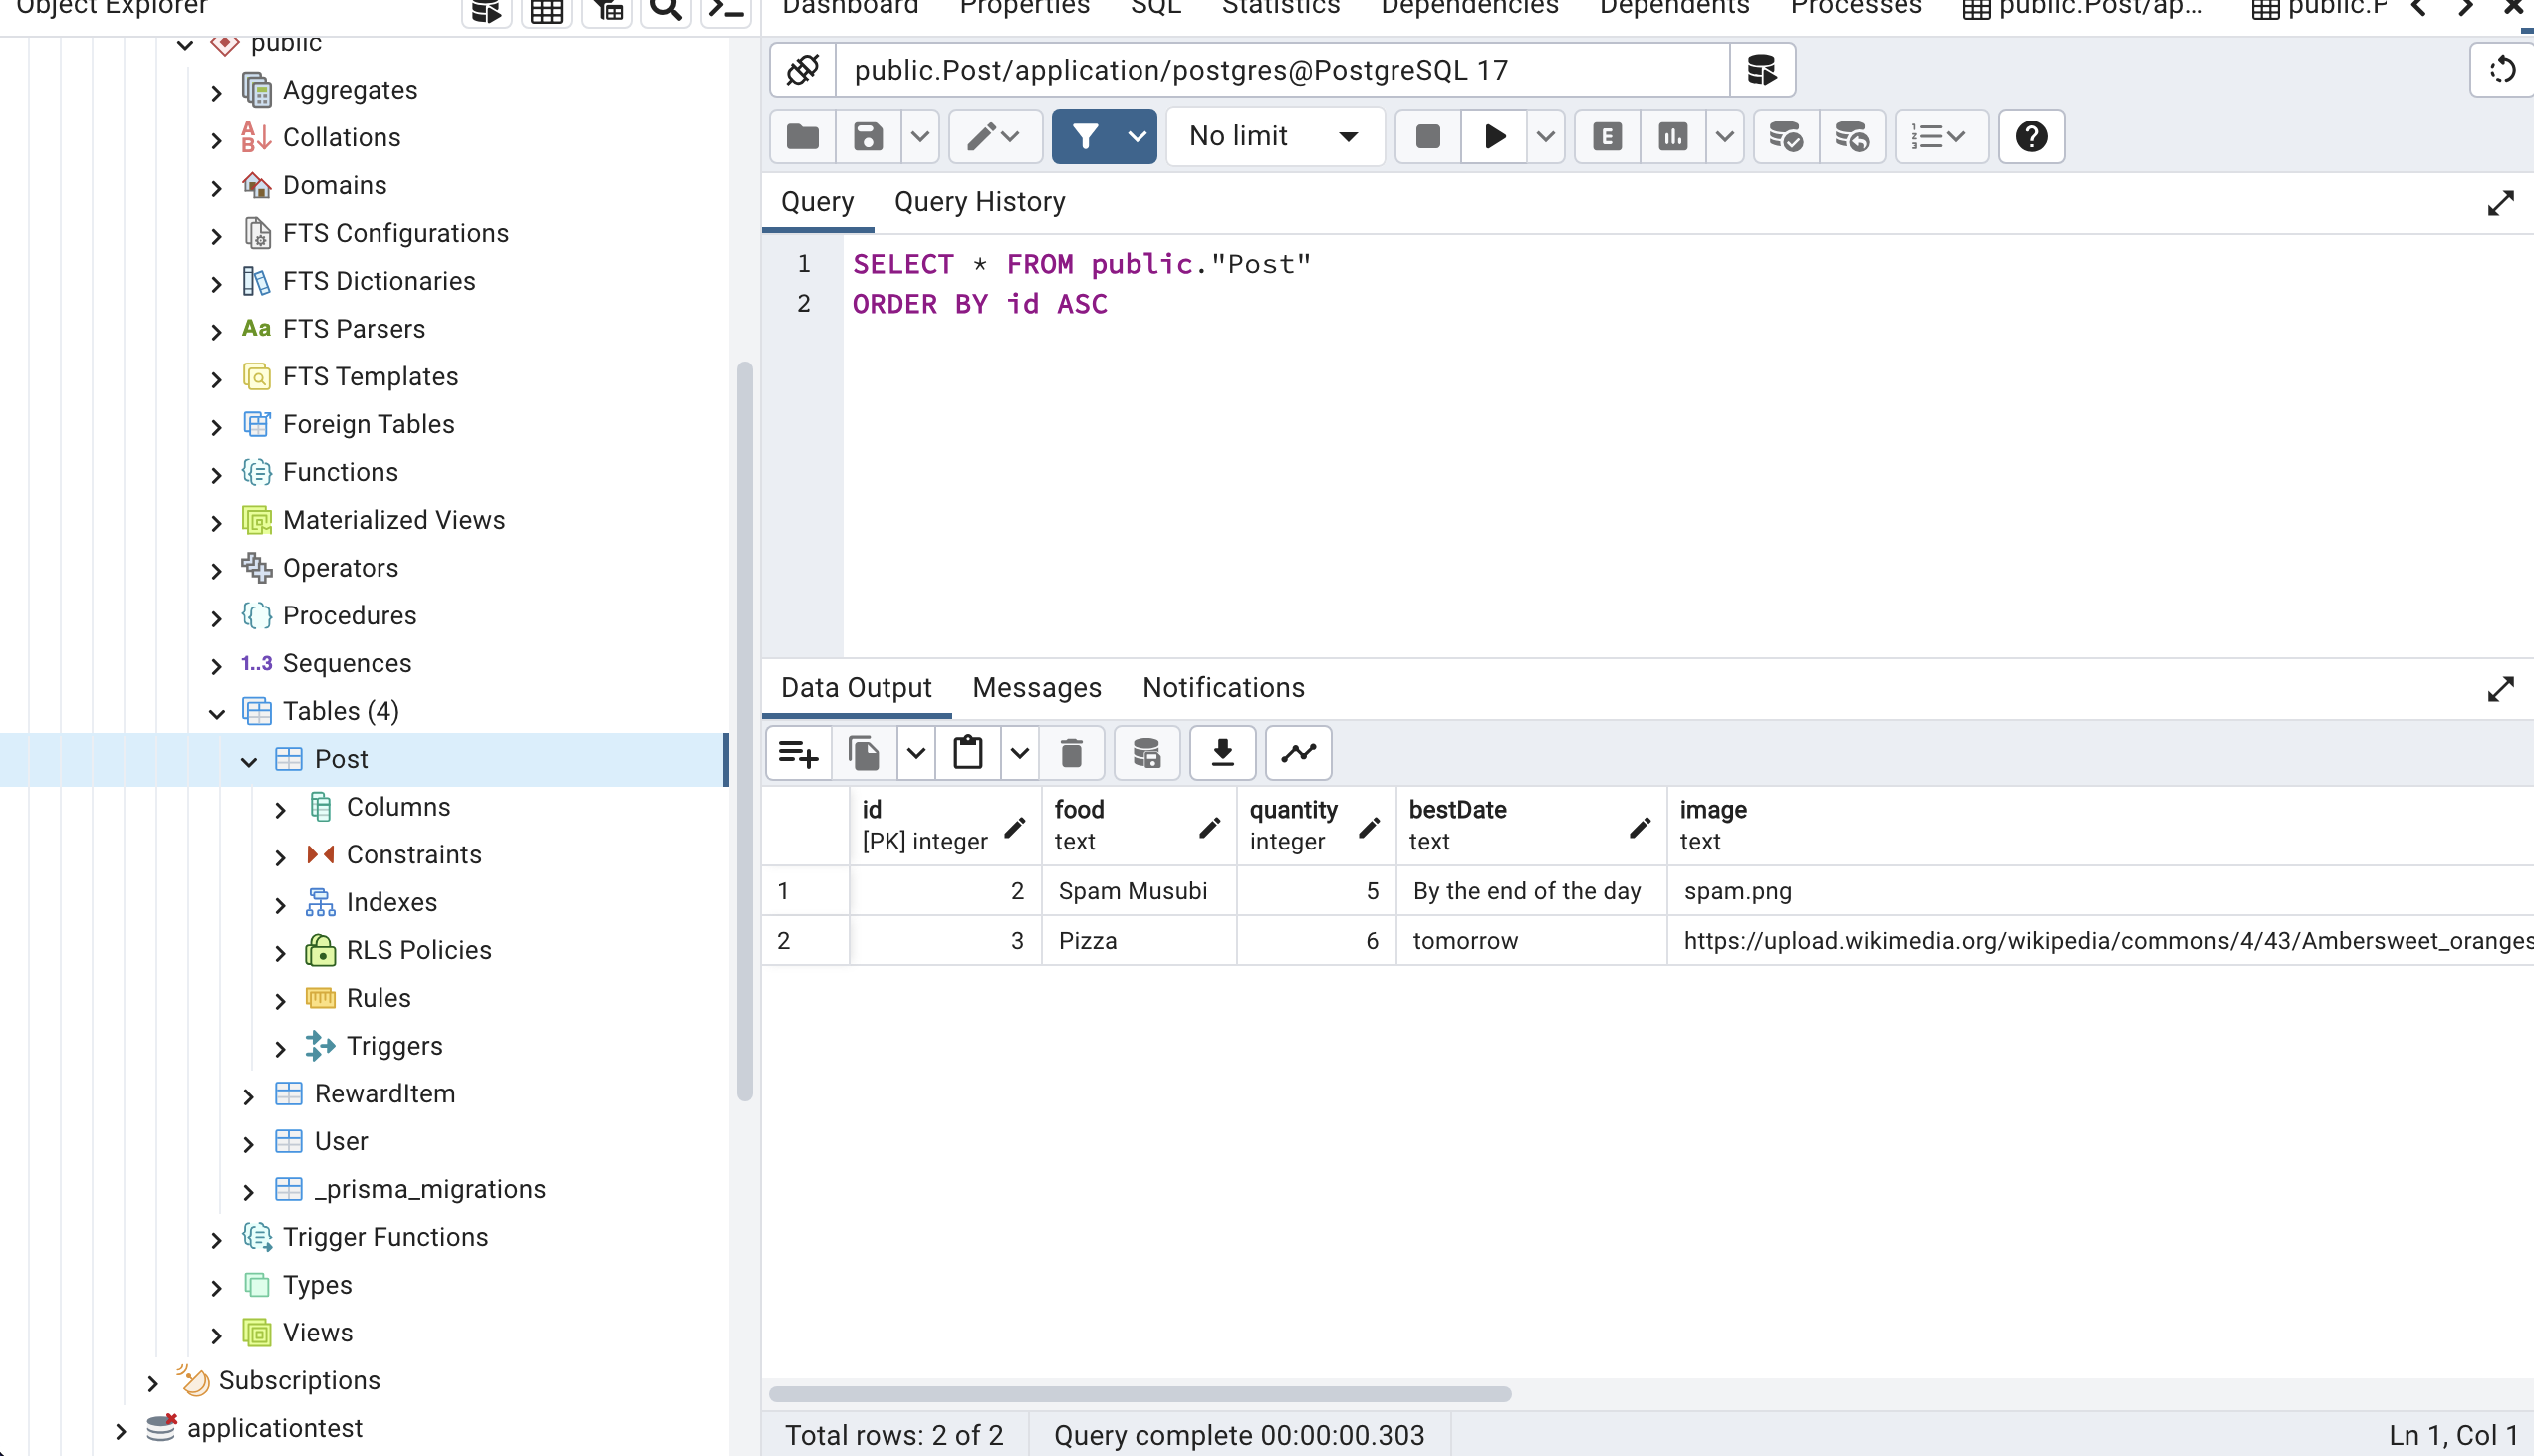 Object Explorer
public
Aggregates
Collations
Domains
FTS Configurations
FTS Dictionaries
Aa FTS Parsers
FTS Templates
Foreign Tables
Functions
Materialized Views
Operators
Procedures
1..3 Sequences
Tables (4)
Post
Columns
Constraints
Indexes
RLS Policies
Rules
Triggers
RewardItem
User
_prisma_migrations
Trigger Functions
Types
Views
Subscriptions
applicationtest
Dashboard Properties SQL Statistics Dependencies Dependents Processes public.Post/ap... public.P
public.Post/application/postgres@PostgreSQL 17
No limit
E
Query Query History
1 SELECT * FROM public."Post"
2 ORDER BY id ASC
Data Output Messages Notifications
id food quantity bestDate image
[PK] integer text integer text text
1 2 Spam Musubi 5 By the end of the day spam.png
2 3 Pizza 6 tomorrow https://upload.wikimedia.org/wikipedia/commons/4/43/Ambersweet_oranges
Total rows: 2 of 2 Query complete 00:00:00.303 Ln 1, Col 1